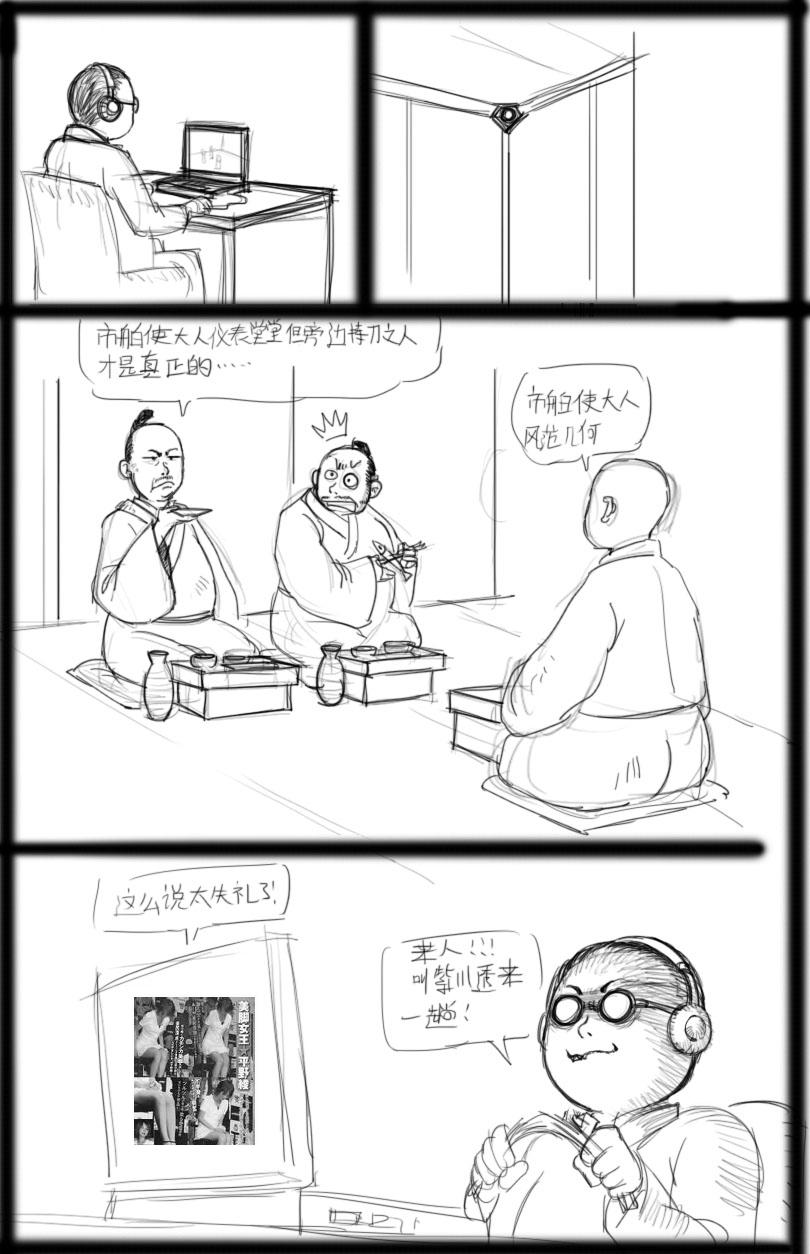 市舶使大人仪表堂堂但旁边持刀之人
才是真正的……
市舶使大人
风范几何
这么说太失礼了!
来人!!!
叫等川透来
一趟!
美脚女王 平野綾